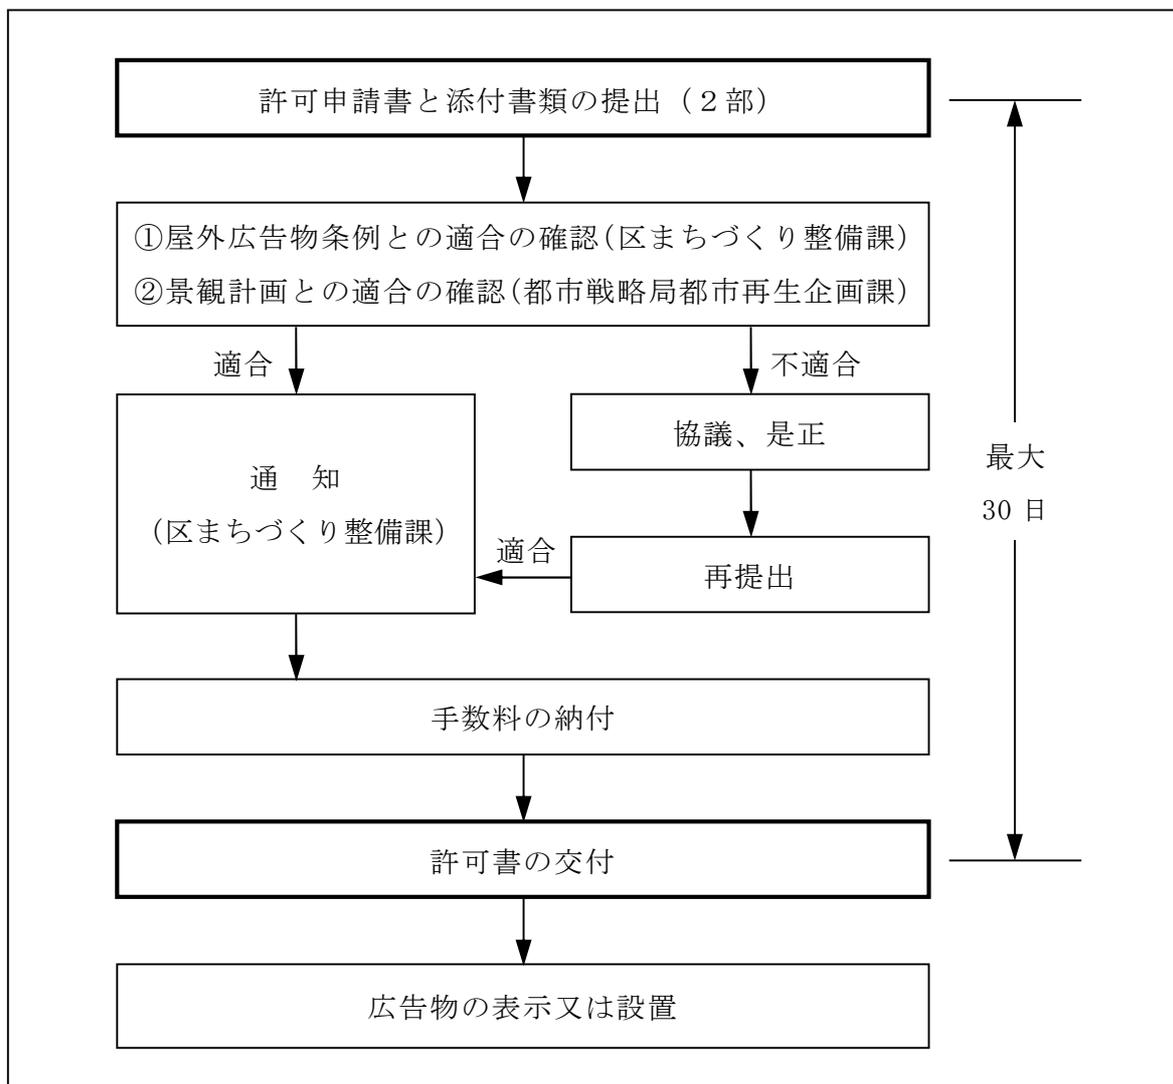 許可申請書と添付書類の提出（２部）
①屋外広告物条例との適合の確認(区まちづくり整備課)
②景観計画との適合の確認(都市戦略局都市再生企画課)
適合
不適合
通　知
(区まちづくり整備課)
協議、是正
適合
再提出
手数料の納付
許可書の交付
広告物の表示又は設置
最大
30 日